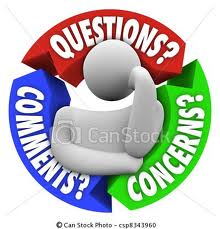 QUESTIONS?
COMMENTS?
CONCERNS?
© Can Stock Photo
© Can Stock Photo - csp8343960